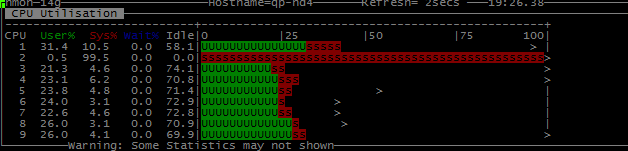 nmon-14g Hostname=qp-hd4 Refresh= 2secs 19:26.38
CPU Utilisation
+ +
CPU User% Sys% Wait% Idle|0 |25 |50 |75 100|
1 31.4 10.5 0.0 58.1|UUUUUUUUUUUUUUUsssss >
2 0.5 99.5 0.0 0.0|sssssssssssssssssssssssssssssssssssssssssssssssss>
3 21.3 4.6 0.0 74.1|UUUUUUUUUUss >
4 23.1 6.2 0.0 70.8|UUUUUUUUUUUsss >
5 23.8 4.8 0.0 71.4|UUUUUUUUUUUss >
6 24.0 3.1 0.0 72.9|UUUUUUUUUUUs >
7 22.6 4.6 0.0 72.8|UUUUUUUUUUUss >
8 26.0 3.1 0.0 70.9|UUUUUUUUUUUUUs >
9 26.0 4.1 0.0 69.9|UUUUUUUUUUUUUss >
Warning: Some Statistics may not shown